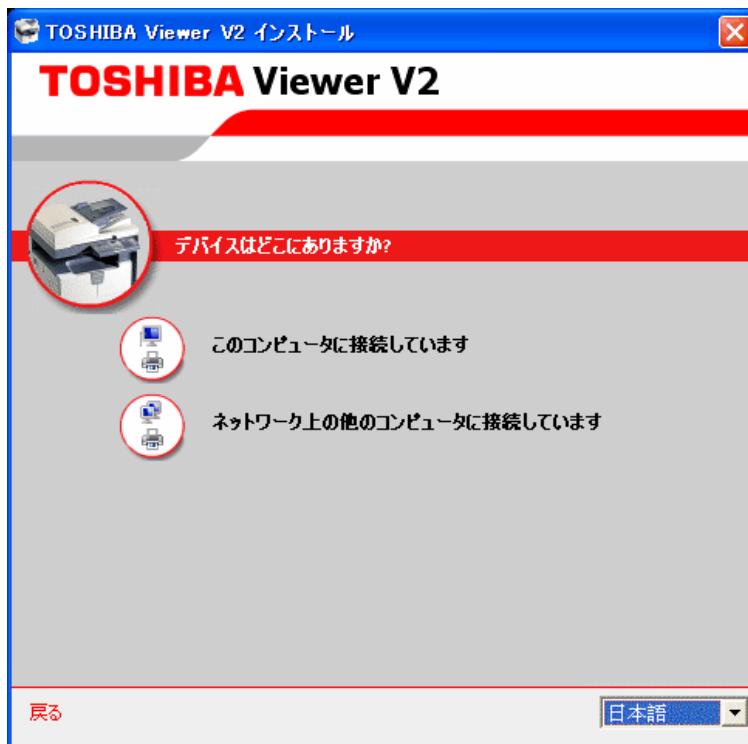 TOSHIBA Viewer V2 インストール
TOSHIBA Viewer V2
デバイスはどこにありますか?
このコンピュータに接続しています
ネットワーク上の他のコンピュータに接続しています
戻る
日本語